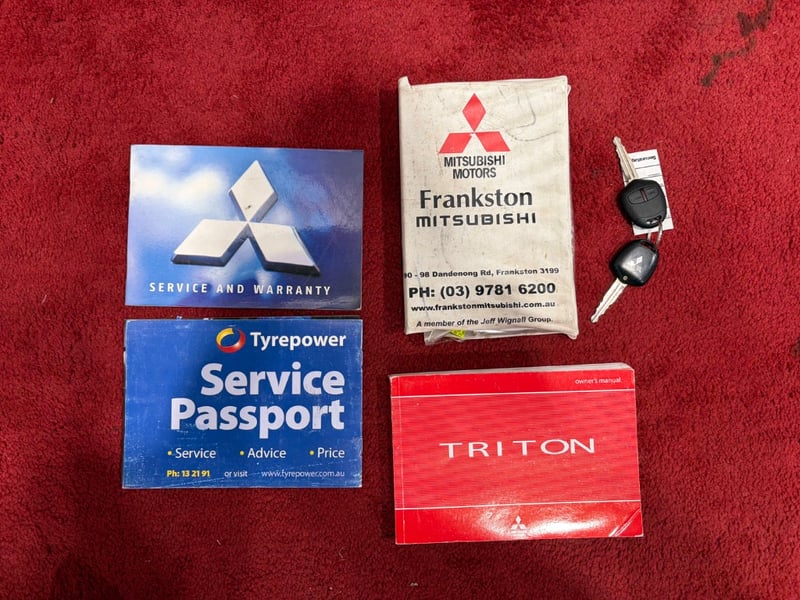 SERVICE AND WARRANTY
Tyrepower
Service
Passport
• Service • Advice • Price
Ph: 13 21 91 or visit www.tyrepower.com.au
MITSUBISHI
MOTORS
Frankston
MITSUBISHI
0 - 98 Dandenong Rd, Frankston 3199
PH: (03) 9781 6200
www.frankstonmitsubishi.com.au
A member of the Jeff Wignall Group.
owner's manual
TRITON